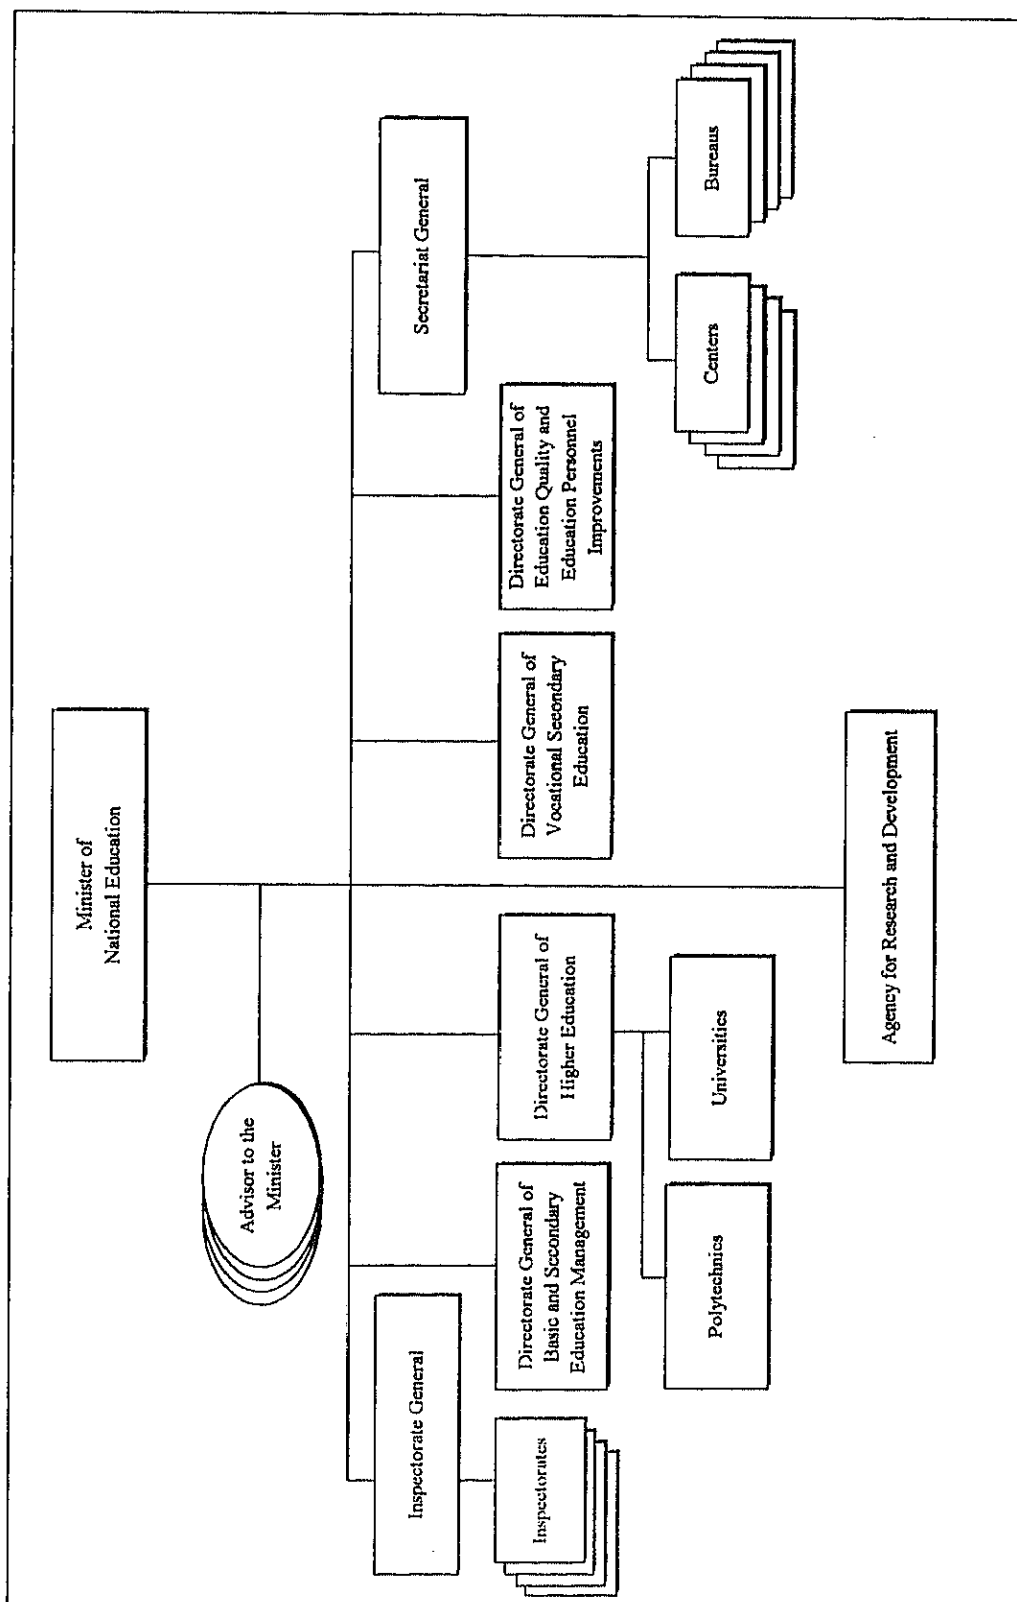 Minister of
National Education
Advisor to the
Minister
Inspectorate General
Secretariat General
Inspectorates
Directorate General of
Basic and Secondary
Education Management
Directorate General of
Higher Education
Directorate General of
Vocational Secondary
Education
Directorate General of
Education Quality and
Education Personnel
Improvements
Polytechnics
Universities
Centers
Bureaus
Agency for Research and Development